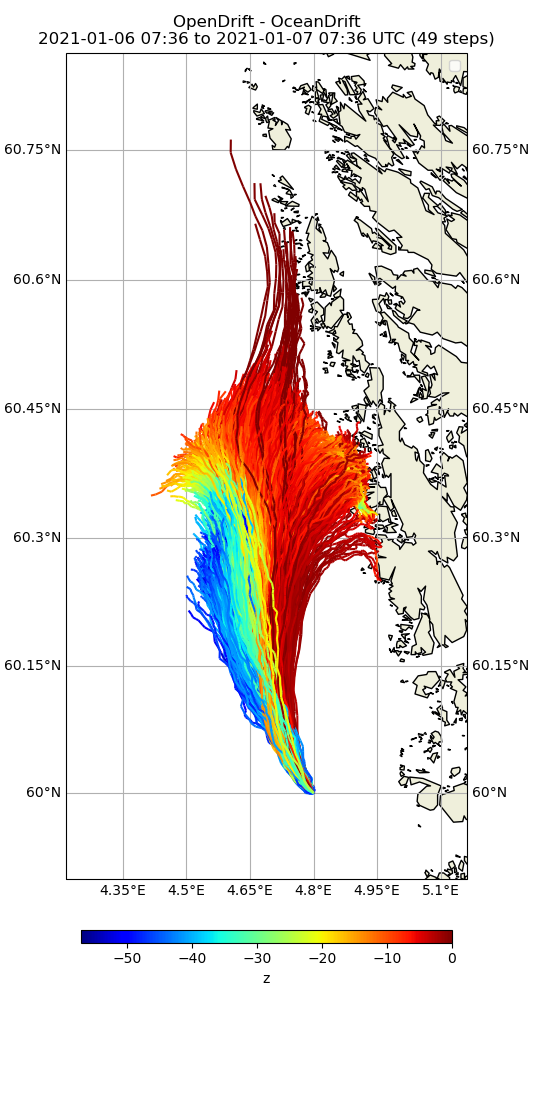 OpenDrift - OceanDrift
2021-01-06 07:36 to 2021-01-07 07:36 UTC (49 steps)
60.75°N 60.75°N
60.6°N 60.6°N
60.45°N 60.45°N
60.3°N 60.3°N
60.15°N 60.15°N
60°N 60°N
4.35°E 4.5°E 4.65°E 4.8°E 4.95°E 5.1°E
−50 −40 −30 −20 −10 0
z